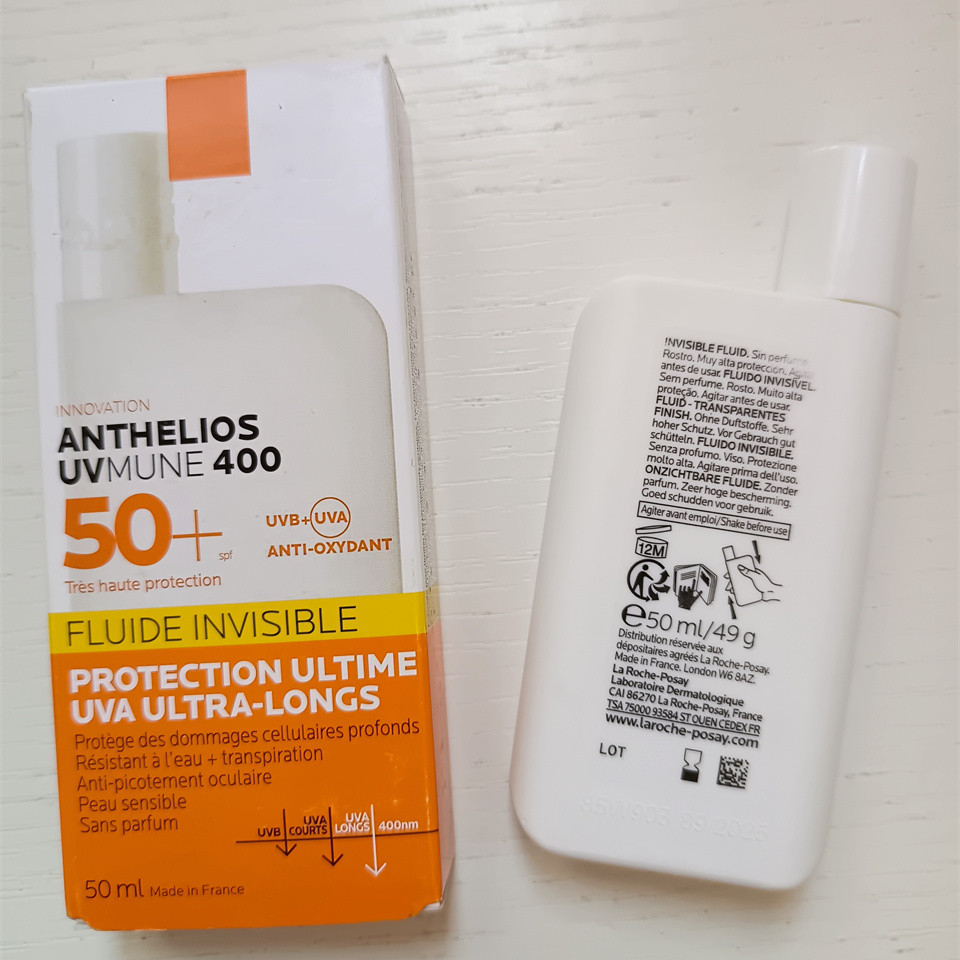 INNOVATION
ANTHELIOS
UVMUNE 400
50+
spf
Très haute protection
UVB+UVA
ANTI-OXYDANT
FLUIDE INVISIBLE
PROTECTION ULTIME
UVA ULTRA-LONGS
Protège des dommages cellulaires profonds
Résistant à l'eau + transpiration
Anti-picotement oculaire
Peau sensible
Sans parfum
UVB
UVA COURTS
UVA LONGS
400nm
50 ml Made in France
INVISIBLE FLUID. Sin perfume.
Rostro. Muy alta protección. Agitar
antes de usar. FLUIDO INVISÍVEL.
Sem perfume. Rosto. Muito alta
proteção. Agitar antes de usar.
FLUID - TRANSPARENTES
FINISH. Ohne Duftstoffe. Sehr
hoher Schutz. Vor Gebrauch gut
schütteln. FLUIDO INVISIBILE.
Senza profumo. Viso. Protezione
molto alta. Agitare prima dell'uso.
ONZICHTBARE FLUIDE. Zonder
parfum. Zeer hoge bescherming.
Goed schudden voor gebruik.
Agiter avant emploi/Shake before use
12M
e50 ml/49 g
Distribution réservée aux
dépositaires agréés La Roche-Posay.
Made in France. London W6 8AZ.
La Roche-Posay
Laboratoire Dermatologique
CAI 86270 La Roche-Posay, France
TSA 75000 93584 ST OUEN CEDEX FR
www.laroche-posay.com
LOT